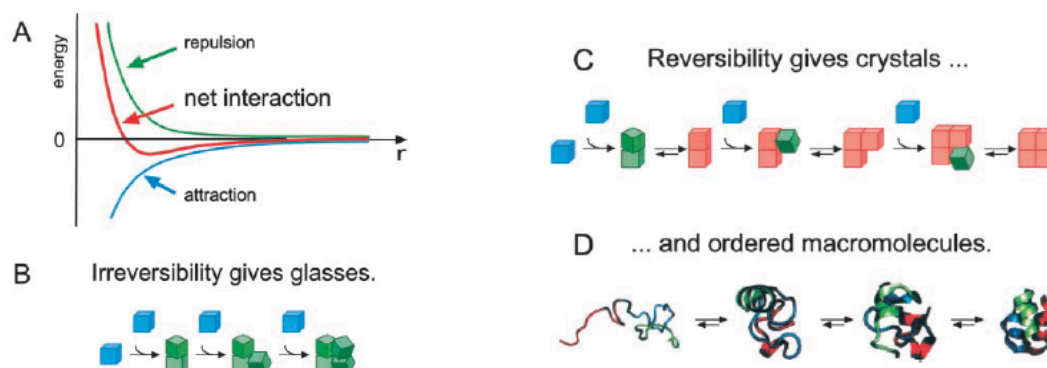 A
energy
repulsion
net interaction
0
r
attraction
B
Irreversibility gives glasses.
C
Reversibility gives crystals ...
D
... and ordered macromolecules.